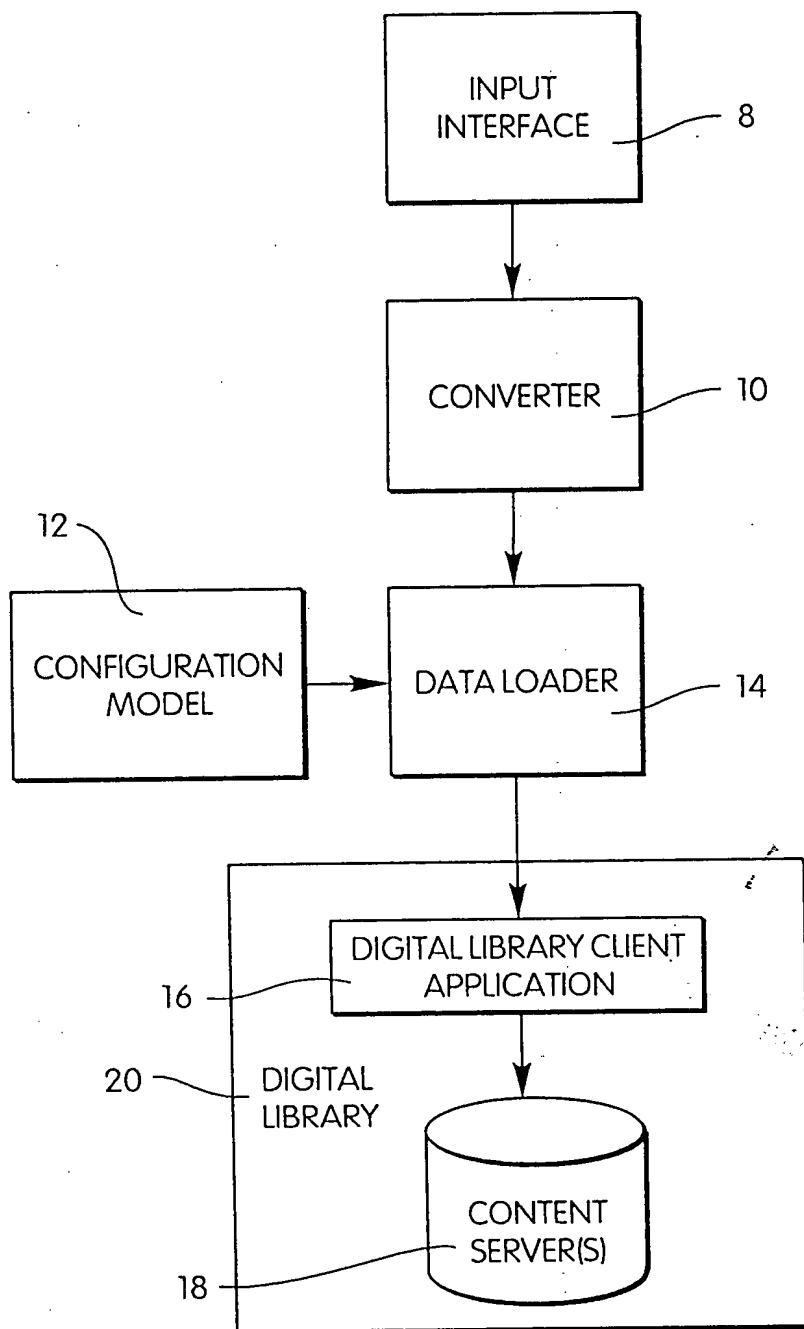 INPUT
INTERFACE
8
CONVERTER
10
12
CONFIGURATION
MODEL
DATA LOADER
14
DIGITAL LIBRARY CLIENT
APPLICATION
16
20
DIGITAL
LIBRARY
CONTENT
SERVER(S)
18